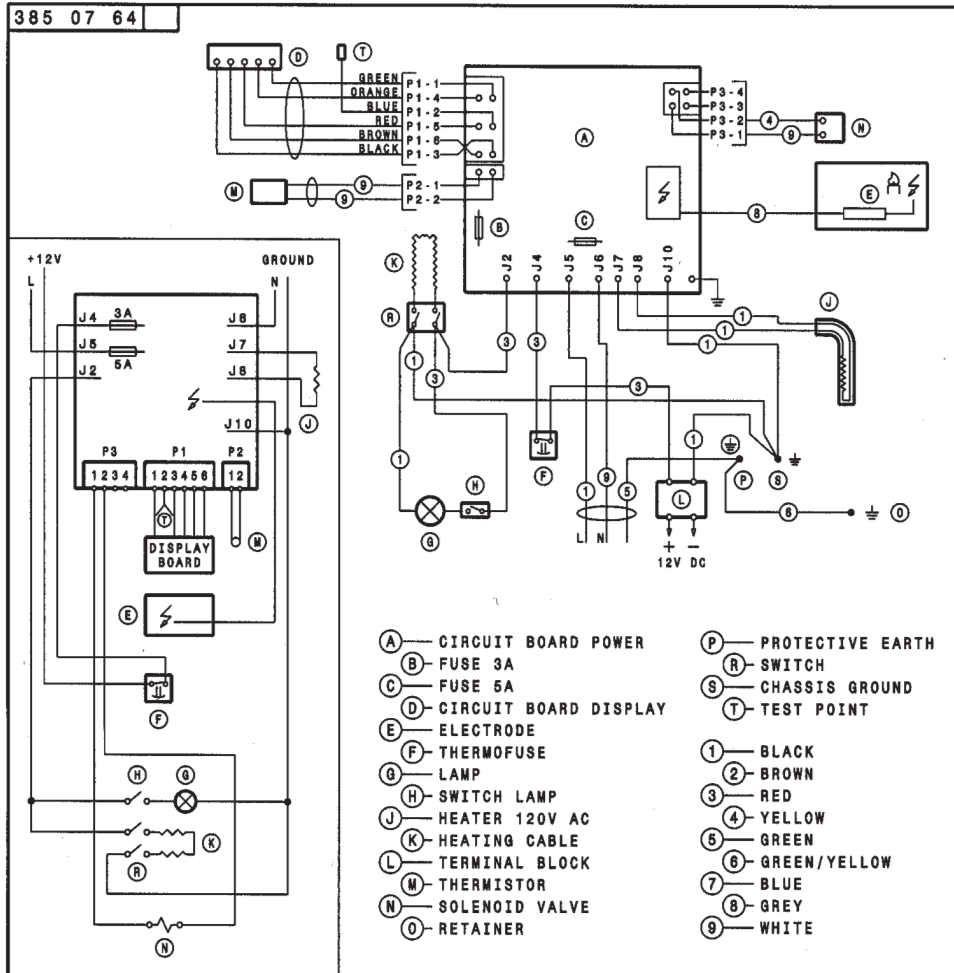 385 07 64
D
T
GREEN P1-1
ORANGE P1-4
BLUE P1-2
RED P1-5
BROWN P1-6
BLACK P1-3
A
P3-4
P3-3
P3-2 4
P3-1 9
N
M 9 P2-1
9 P2-2
B
C
8
E
K
J2 J4 J5 J6 J7 J8 J10
R
1
1
1
J
3 3
1 3
3
1
1
H
F
1 9 5
L
P S
G
6 O
L N
+ −
12V DC
+12V GROUND
L N
J4 3A J6
J5 5A J7
J2 J8
J
J10
P3 P1 P2
1234 123456 12
T
M
DISPLAY
BOARD
E
F
H G
K
R
N
A CIRCUIT BOARD POWER
B FUSE 3A
C FUSE 5A
D CIRCUIT BOARD DISPLAY
E ELECTRODE
F THERMOFUSE
G LAMP
H SWITCH LAMP
J HEATER 120V AC
K HEATING CABLE
L TERMINAL BLOCK
M THERMISTOR
N SOLENOID VALVE
O RETAINER
P PROTECTIVE EARTH
R SWITCH
S CHASSIS GROUND
T TEST POINT
1 BLACK
2 BROWN
3 RED
4 YELLOW
5 GREEN
6 GREEN/YELLOW
7 BLUE
8 GREY
9 WHITE